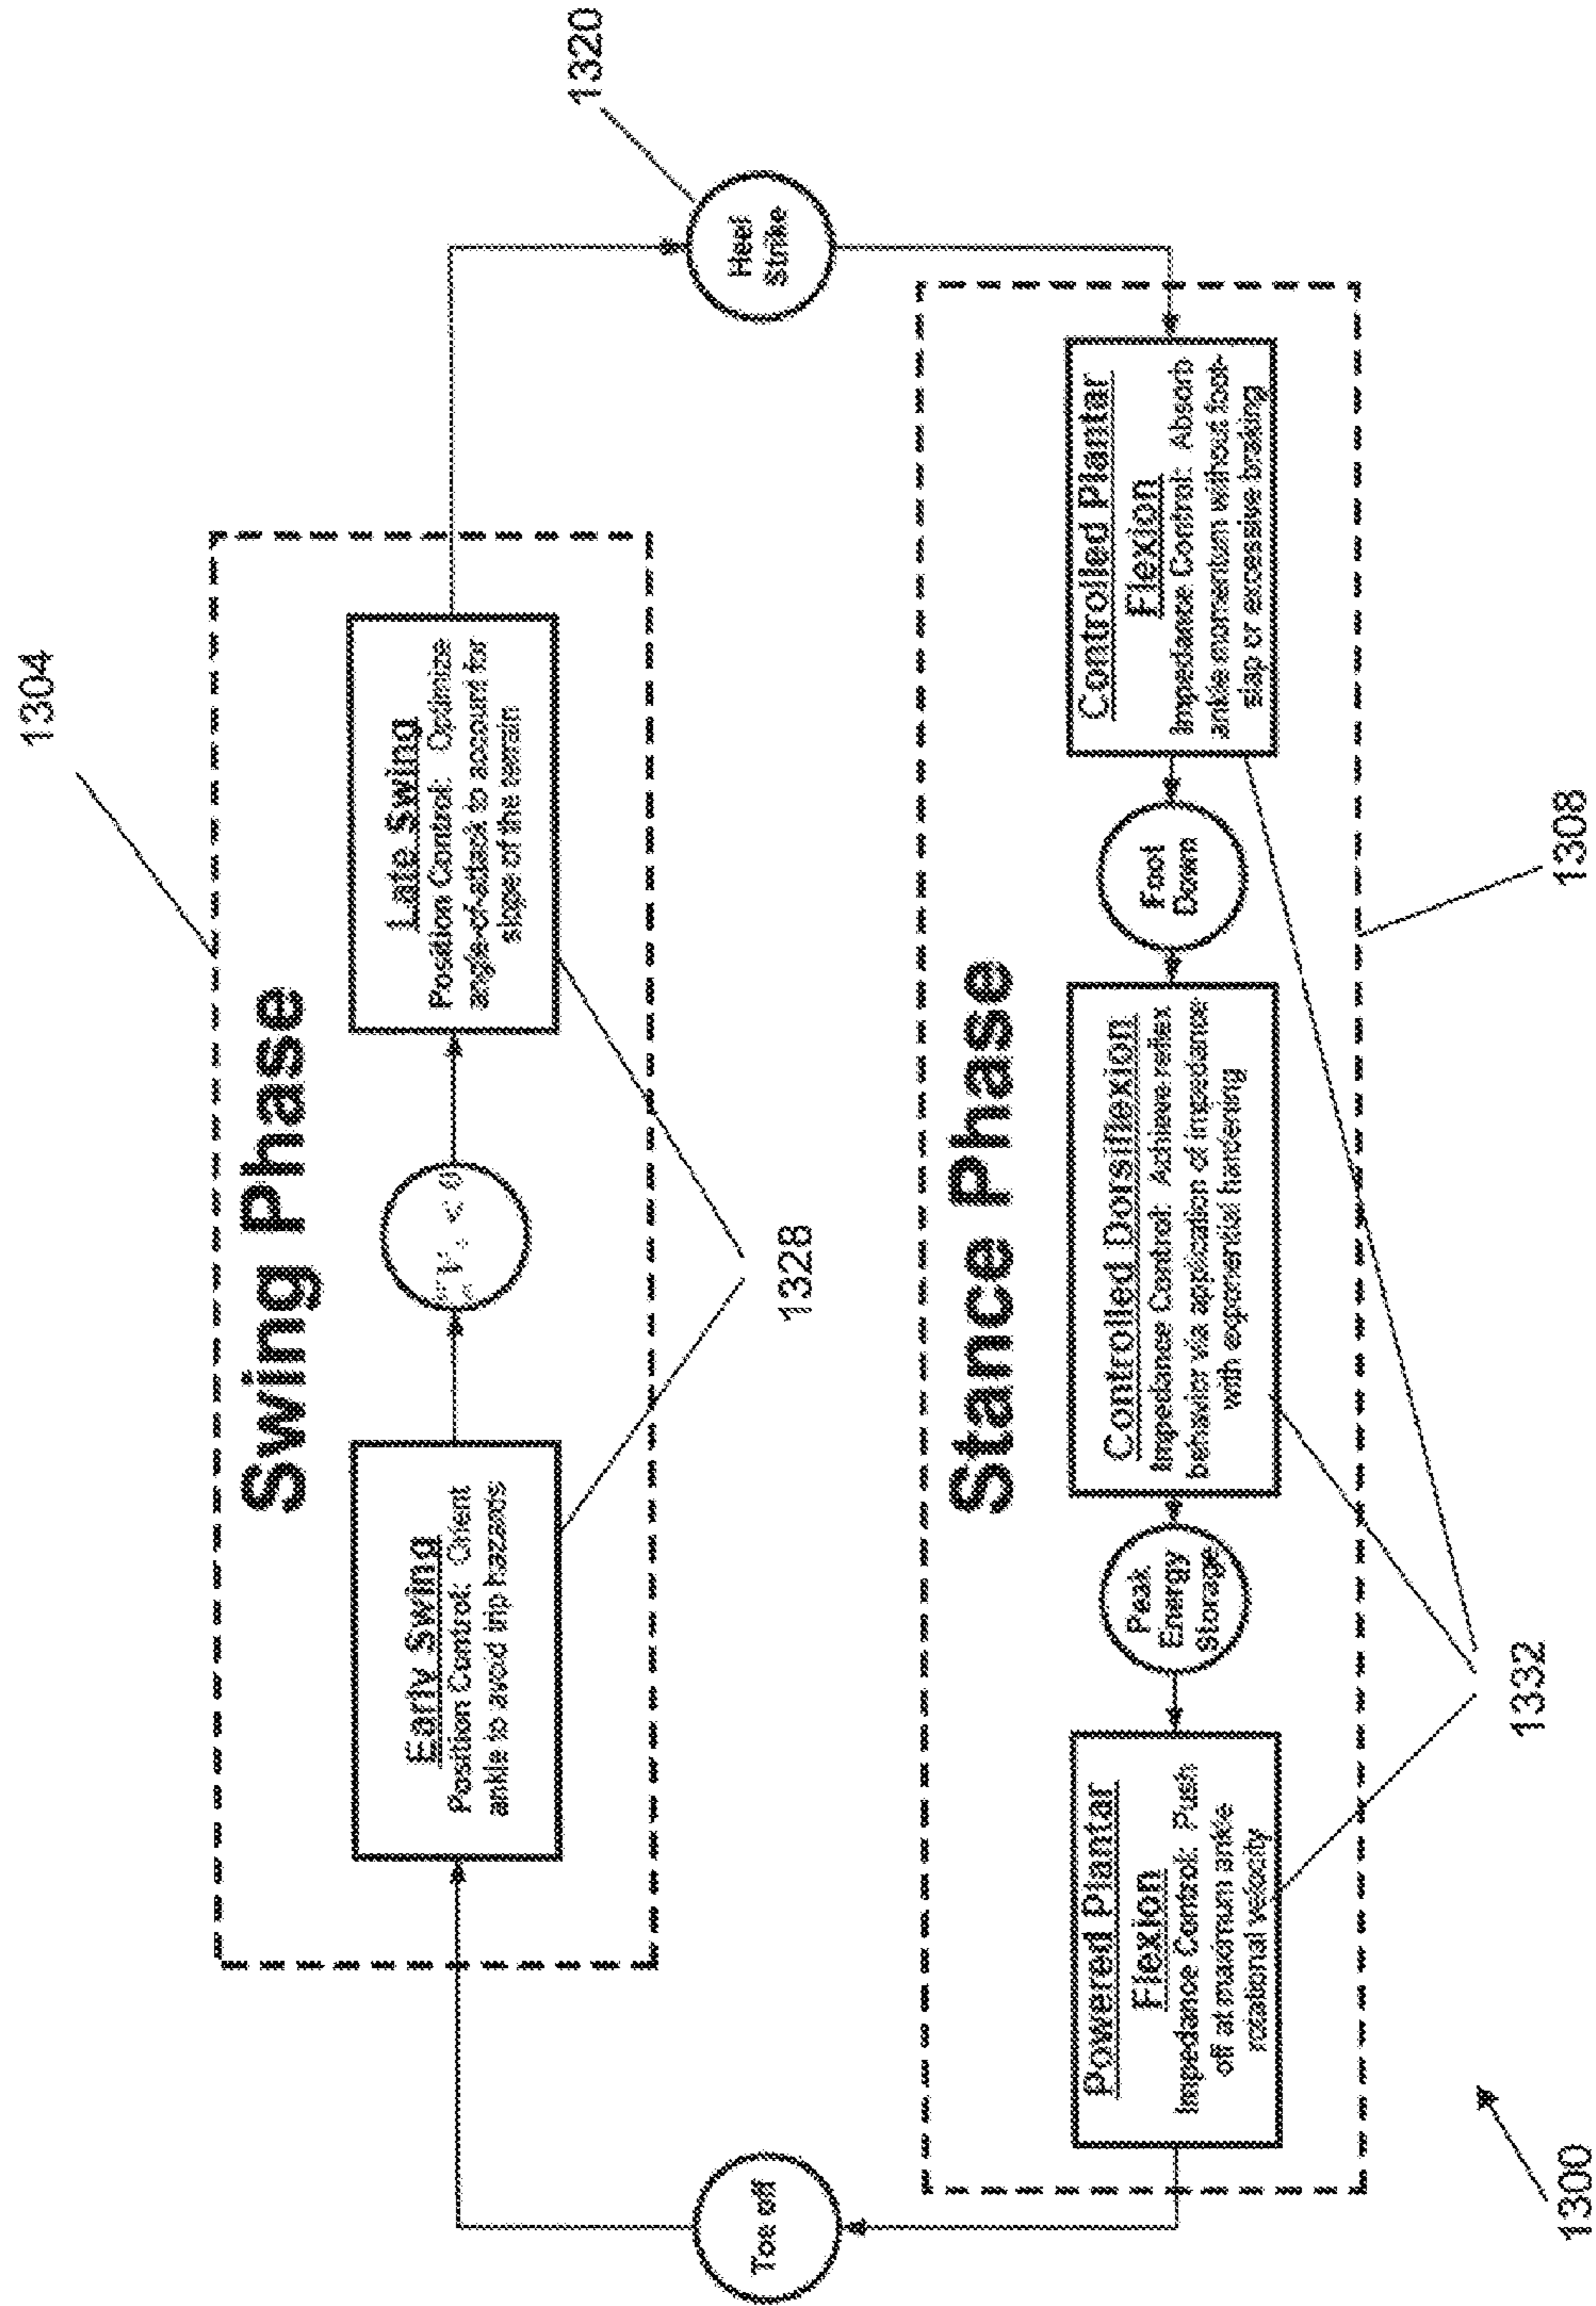 1304
Swing Phase
Early Swing
Position Control: Orient
ankle to avoid trip hazards
< 0
Late Swing
Position Control: Optimize
angle-of-attack to account for
slope of the terrain
1328
Toe off
Heel
Strike
1320
Stance Phase
Powered Plantar
Flexion
Impedance Control: Push
off at maximum ankle
rotational velocity
Peak
Energy
Storage
Controlled Dorsiflexion
Impedance Control: Achieve reflex
behavior via application of impedance
with exponential hardening
Foot
Down
Controlled Plantar
Flexion
Impedance Control: Absorb
ankle momentum without foot-
slap or excessive braking
1300
1332
1308